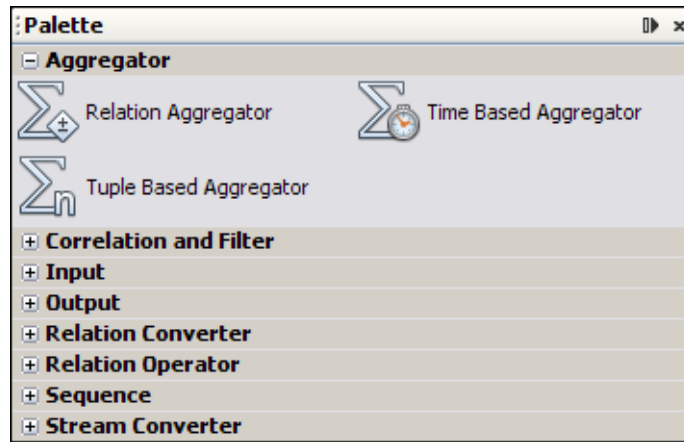 Palette
Aggregator
Relation Aggregator
Time Based Aggregator
Tuple Based Aggregator
Correlation and Filter
Input
Output
Relation Converter
Relation Operator
Sequence
Stream Converter